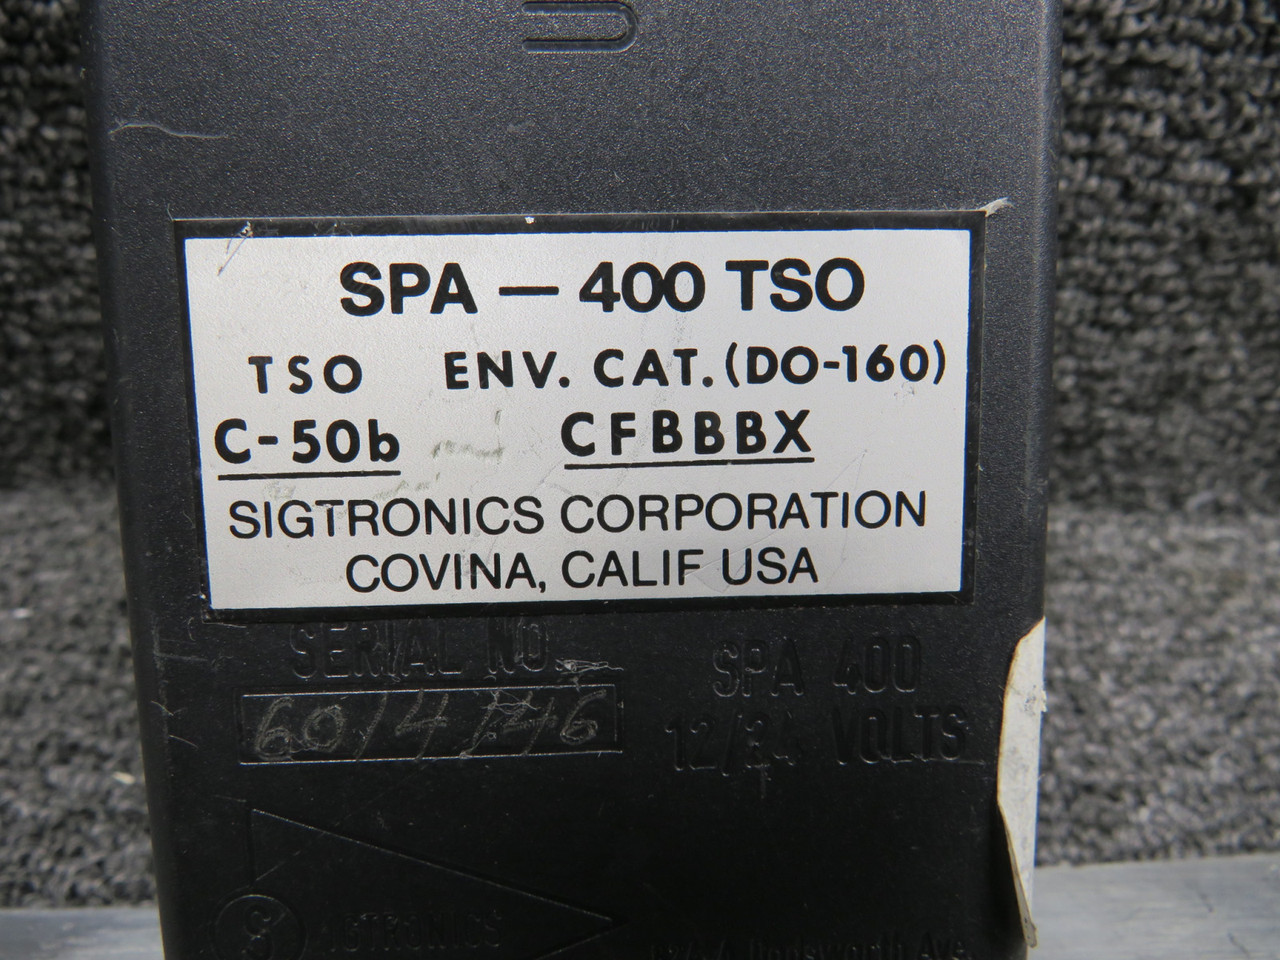 SPA — 400 TSO
TSO ENV. CAT. (DO-160)
C-50b CFBBBX
SIGTRONICS CORPORATION
COVINA, CALIF USA
SERIAL NO.
SPA 400
12/24 VOLTS
SIGTRONICS
Ave.